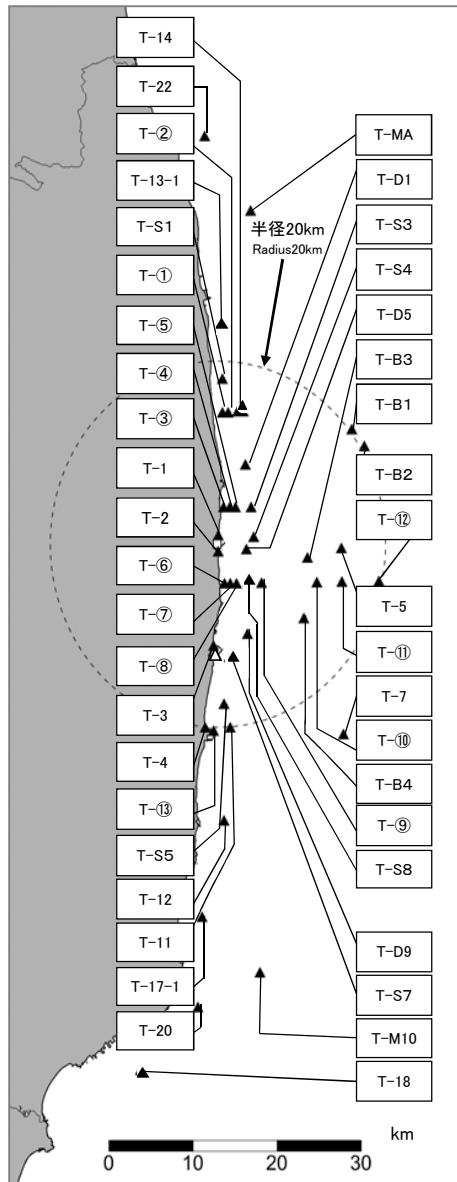 T-14
T-22
T-②
T-13-1
T-S1
T-①
T-⑤
T-④
T-③
T-1
T-2
T-⑥
T-⑦
T-⑧
T-3
T-4
T-⑬
T-S5
T-12
T-11
T-17-1
T-20
半径20km
Radius20km
T-MA
T-D1
T-S3
T-S4
T-D5
T-B3
T-B1
T-B2
T-⑫
T-5
T-⑪
T-7
T-⑩
T-B4
T-⑨
T-S8
T-D9
T-S7
T-M10
T-18
km
0 10 20 30